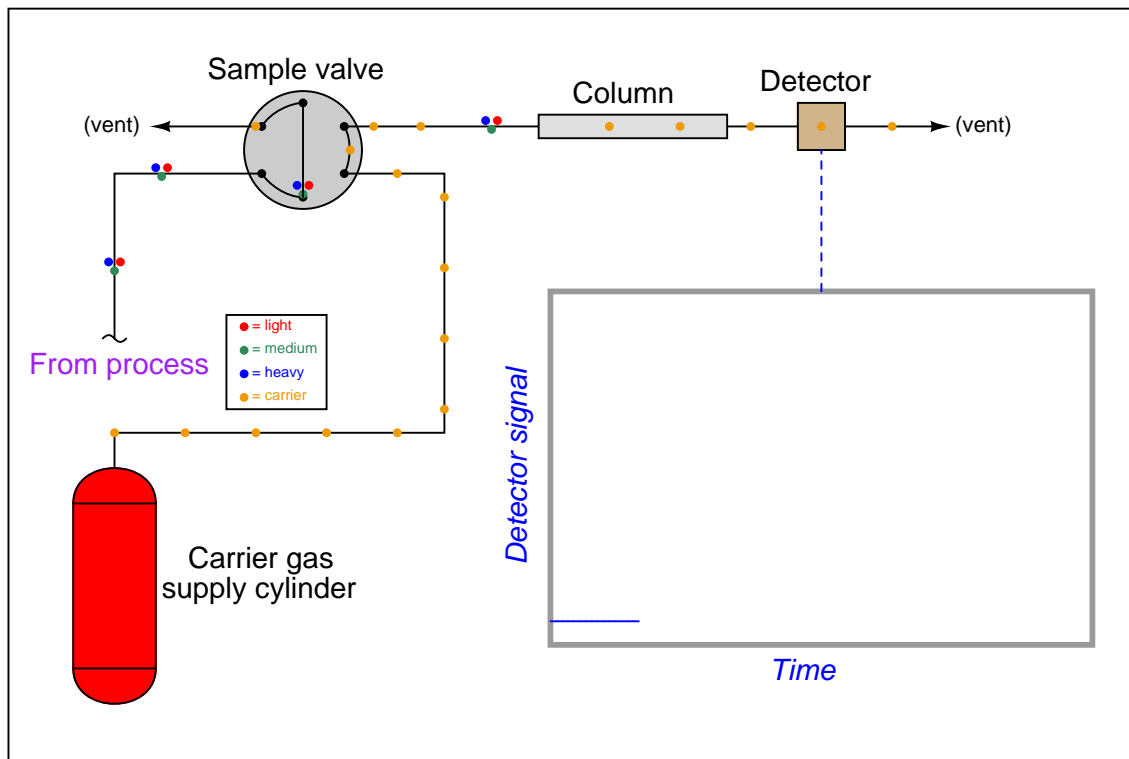 Sample valve
Column
Detector
(vent)
(vent)
= light
= medium
= heavy
= carrier
From process
Detector signal
Carrier gas
supply cylinder
Time